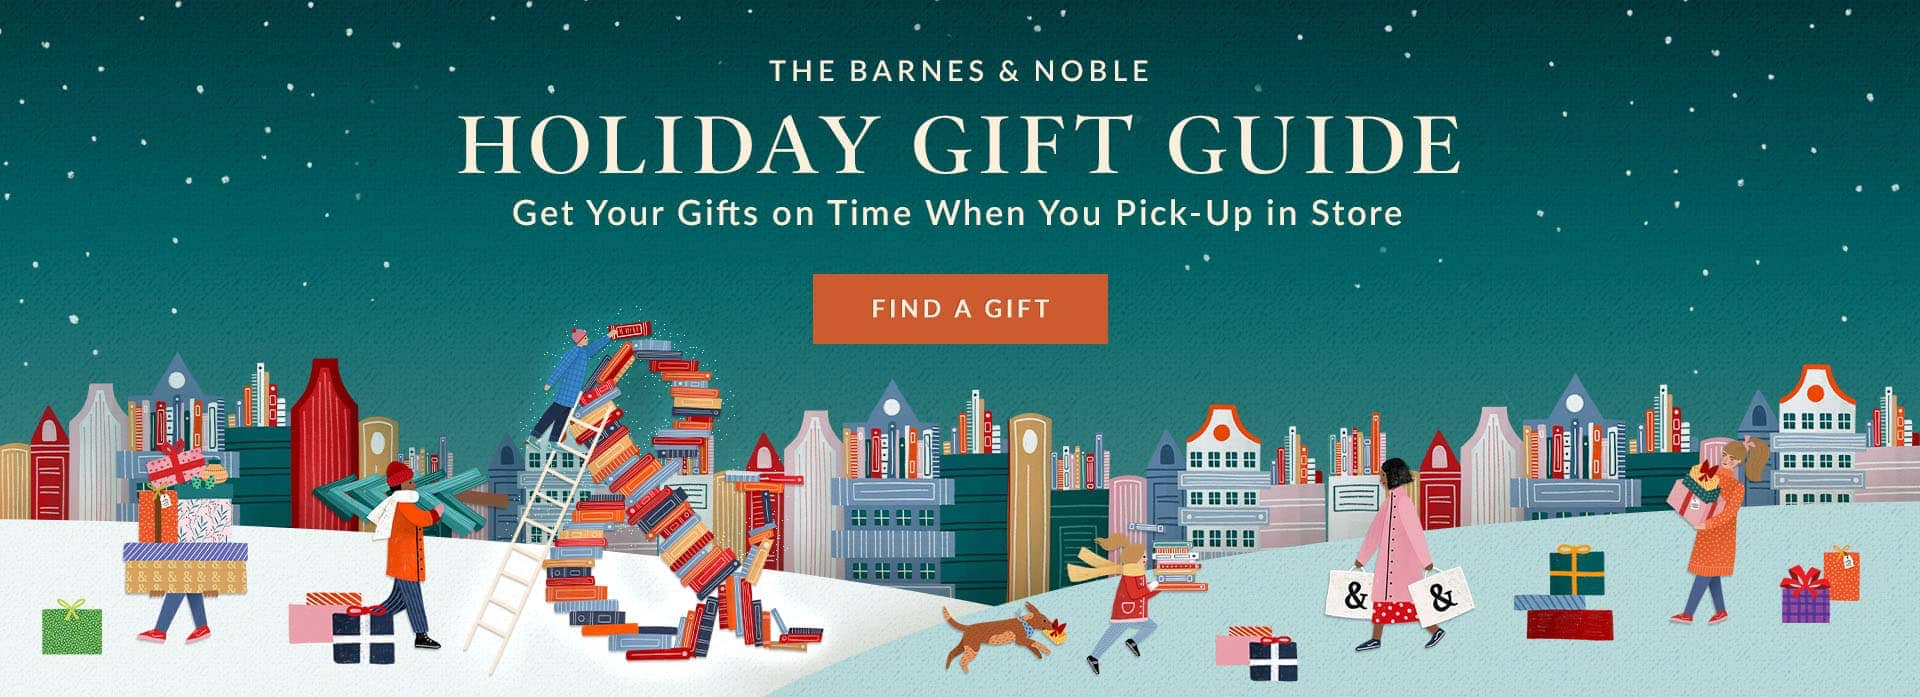 THE BARNES & NOBLE
HOLIDAY GIFT GUIDE
Get Your Gifts on Time When You Pick-Up in Store
FIND A GIFT
&
&
&&&&&&&&